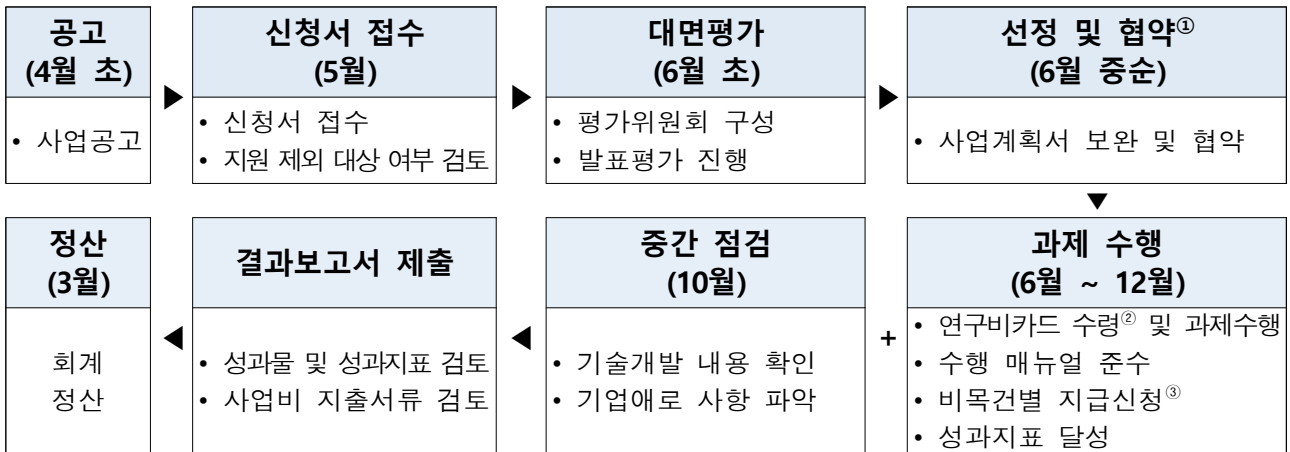 공고
(4월 초)
• 사업공고
▶
신청서 접수
(5월)
• 신청서 접수
• 지원 제외 대상 여부 검토
▶
대면평가
(6월 초)
• 평가위원회 구성
• 발표평가 진행
▶
선정 및 협약①
(6월 중순)
• 사업계획서 보완 및 협약
▼
과제 수행
(6월 ~ 12월)
• 연구비카드 수령② 및 과제수행
• 수행 매뉴얼 준수
• 비목건별 지급신청③
• 성과지표 달성
+
중간 점검
(10월)
• 기술개발 내용 확인
• 기업애로 사항 파악
◀
결과보고서 제출
• 성과물 및 성과지표 검토
• 사업비 지출서류 검토
◀
정산
(3월)
회계
정산